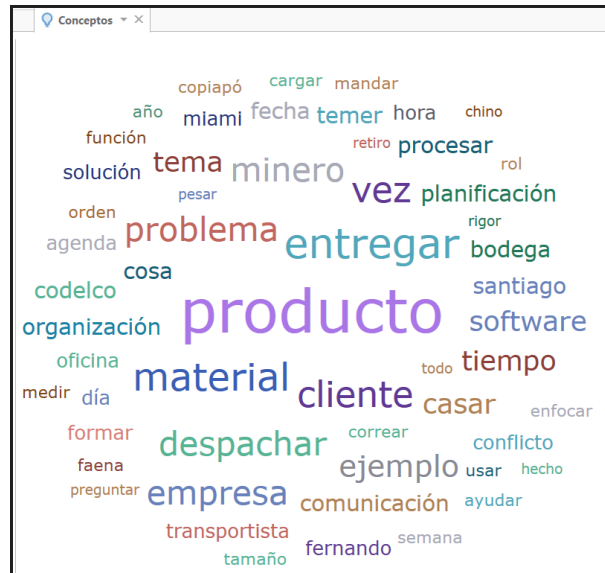 Conceptos
copiapó cargar mandar
año miami fecha temer hora chino
función retiro procesar
solución tema minero rol
pesar vez planificación
orden problema entregar rigor
agenda bodega
cosa
codelco producto santiago
organización software
oficina todo tiempo
medir día material cliente casar enfocar
formar despachar correar conflicto
faena ejemplo usar hecho
preguntar empresa comunicación ayudar
transportista fernando semana
tamaño